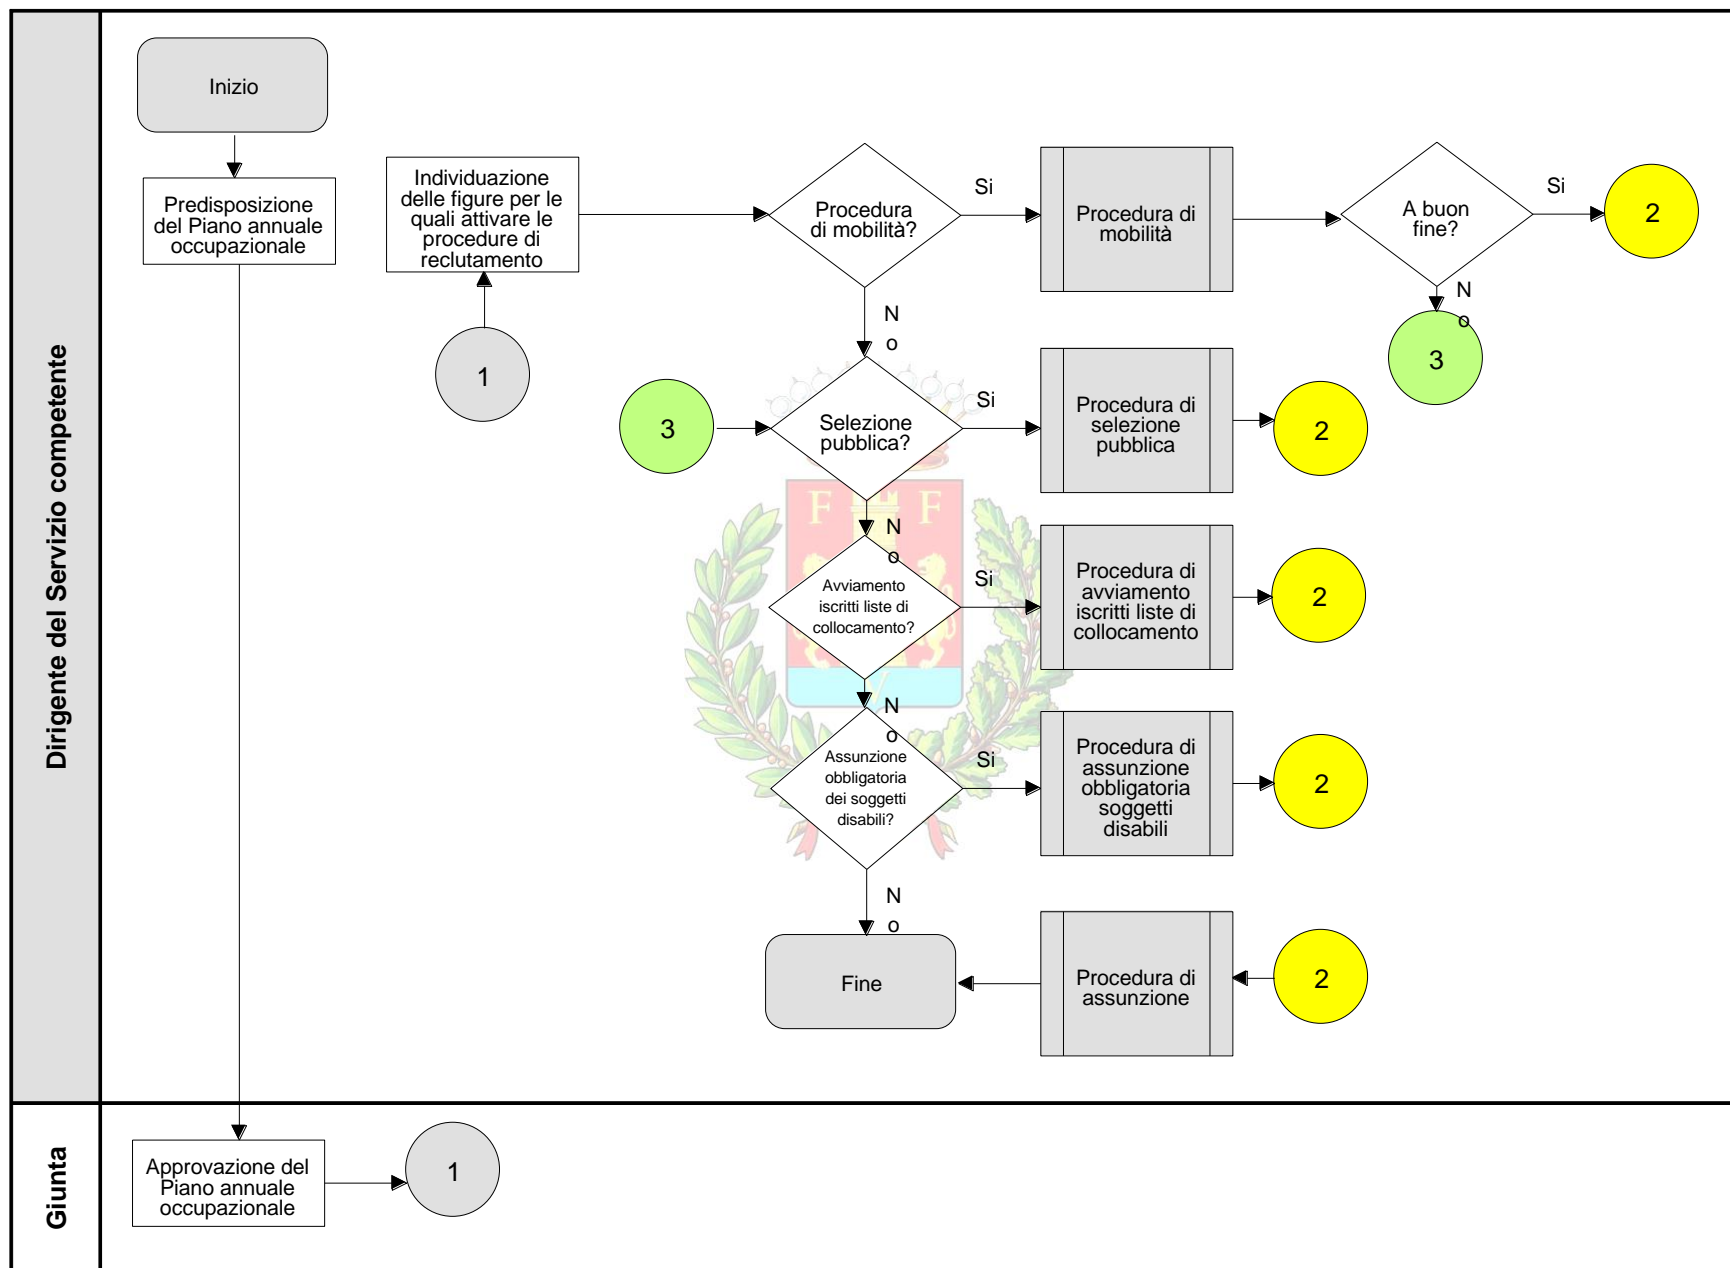 Dirigente del Servizio competente
Inizio
Predisposizione
del Piano annuale
occupazionale
Individuazione
delle figure per le
quali attivare le
procedure di
reclutamento
1
Procedura
di mobilità?
Si
N
o
Procedura di
mobilità
A buon
fine?
Si
2
N
o
3
3
Selezione
pubblica?
Si
N
o
Procedura di
selezione
pubblica
2
F F
Avviamento
iscritti liste di
collocamento?
Si
N
o
Procedura di
avviamento
iscritti liste di
collocamento
2
V
Assunzione
obbligatoria
dei soggetti
disabili?
Si
N
o
Procedura di
assunzione
obbligatoria
soggetti
disabili
2
Fine
Procedura di
assunzione
2
Giunta
Approvazione del
Piano annuale
occupazionale
1